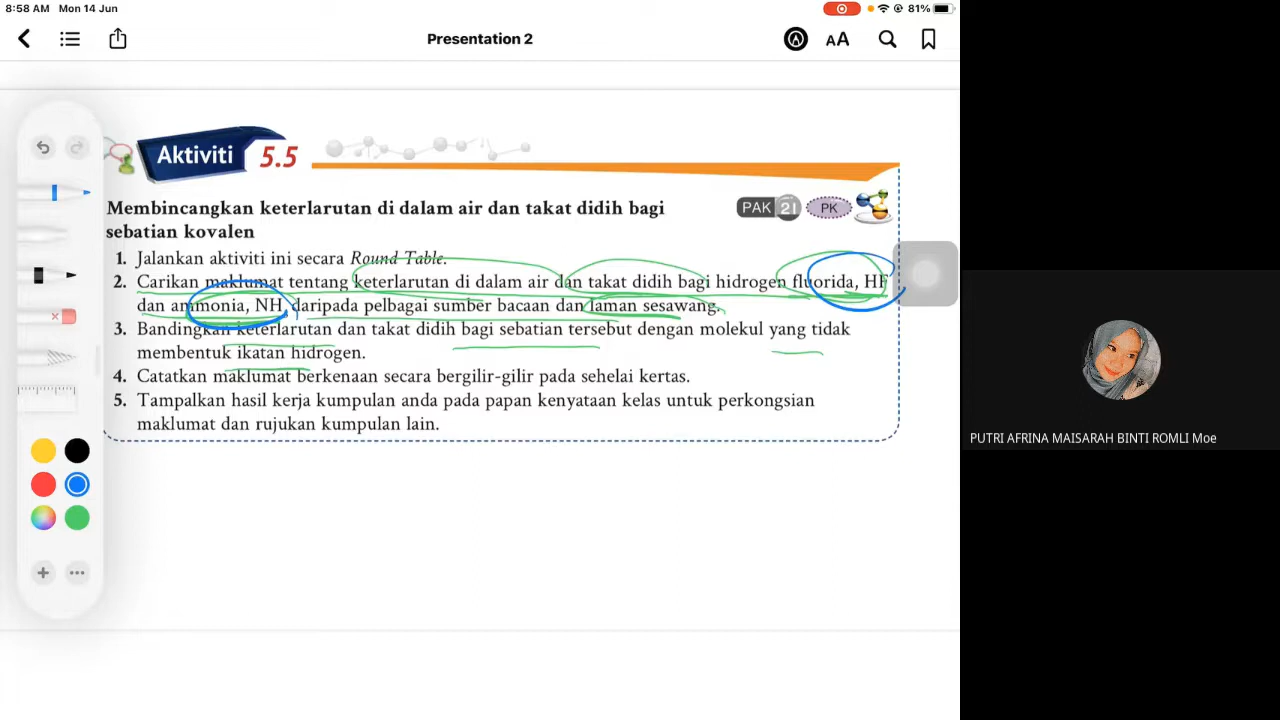 8:58 AM Mon 14 Jun
81%
Presentation 2
AA
Aktiviti 5.5
Membincangkan keterlarutan di dalam air dan takat didih bagi
sebatian kovalen
PAK 21 PK
1. Jalankan aktiviti ini secara Round Table.
2. Carikan maklumat tentang keterlarutan di dalam air dan takat didih bagi hidrogen fluorida, HF
dan ammonia, NH daripada pelbagai sumber bacaan dan laman sesawang.
3. Bandingkan keterlarutan dan takat didih bagi sebatian tersebut dengan molekul yang tidak
membentuk ikatan hidrogen.
4. Catatkan maklumat berkenaan secara bergilir-gilir pada sehelai kertas.
5. Tampalkan hasil kerja kumpulan anda pada papan kenyataan kelas untuk perkongsian
maklumat dan rujukan kumpulan lain.
PUTRI AFRINA MAISARAH BINTI ROMLI Moe